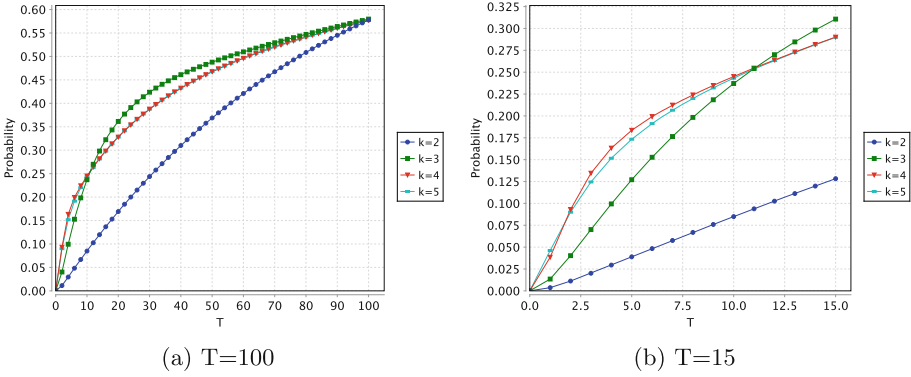 0.60
0.55
0.50
0.45
0.40
0.35
0.30
0.25
0.20
0.15
0.10
0.05
0.00
Probability
0 10 20 30 40 50 60 70 80 90 100
T
k=2
k=3
k=4
k=5
(a) T=100
0.325
0.300
0.275
0.250
0.225
0.200
0.175
0.150
0.125
0.100
0.075
0.050
0.025
0.000
Probability
0.0 2.5 5.0 7.5 10.0 12.5 15.0
T
k=2
k=3
k=4
k=5
(b) T=15